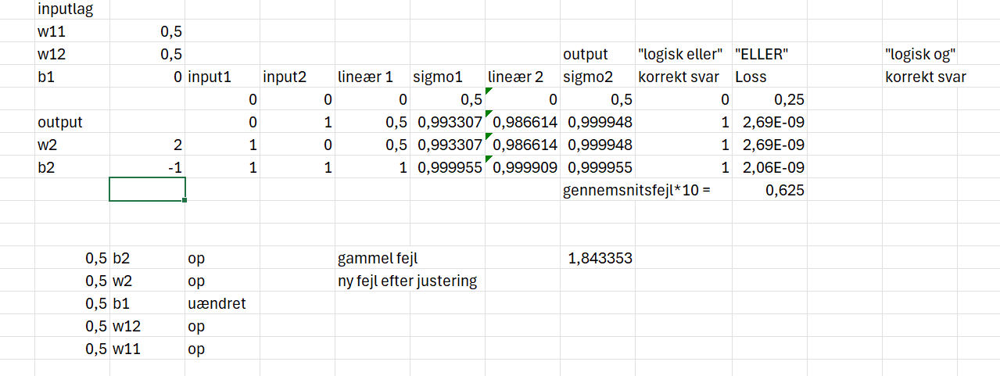 inputlag
w11 0,5
w12 0,5 output "logisk eller" "ELLER" "logisk og"
b1 0 input1 input2 lineær 1 sigmo1 lineær 2 sigmo2 korrekt svar Loss korrekt svar
0 0 0 0,5 0 0,5 0 0,25
output 0 1 0,5 0,993307 0,986614 0,999948 1 2,69E-09
w2 2 1 0 0,5 0,993307 0,986614 0,999948 1 2,69E-09
b2 -1 1 1 1 0,999955 0,999909 0,999955 1 2,06E-09
gennemsnitsfejl*10 = 0,625
0,5 b2 op gammel fejl 1,843353
0,5 w2 op ny fejl efter justering
0,5 b1 uændret
0,5 w12 op
0,5 w11 op